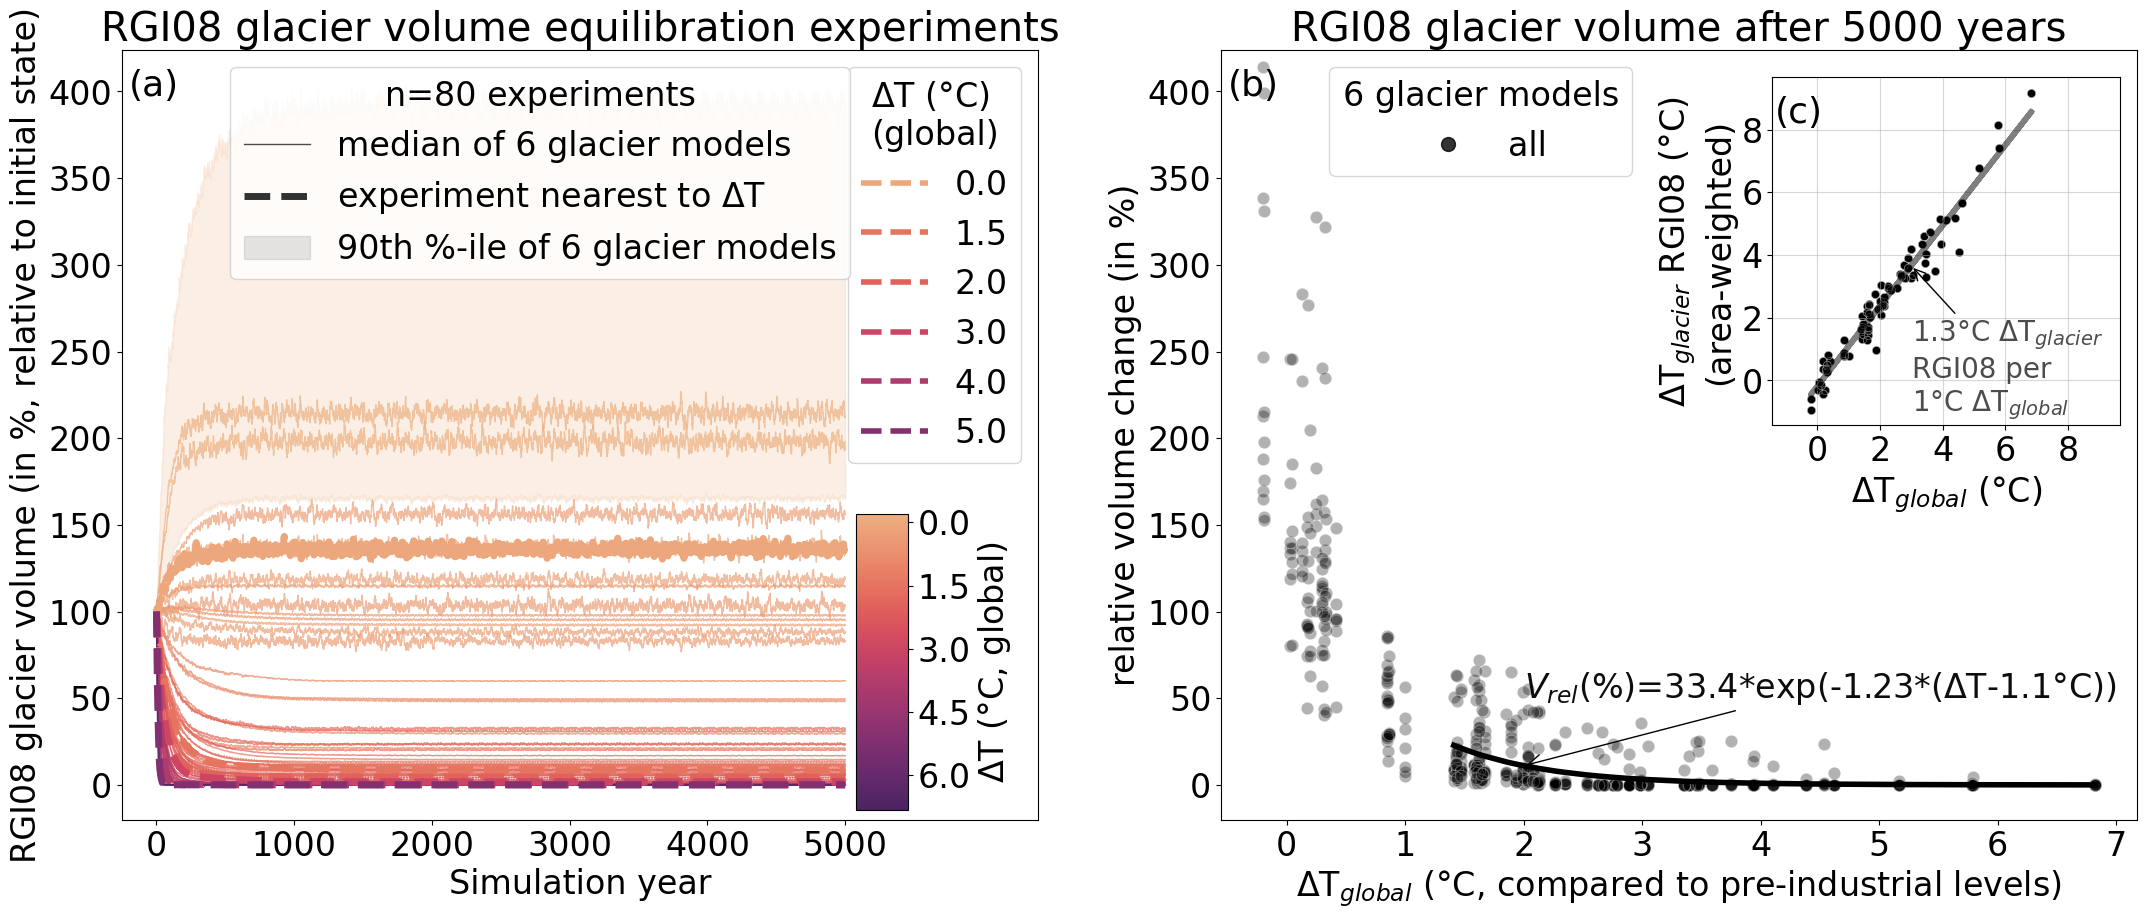 RGI08 glacier volume equilibration experiments
RGI08 glacier volume (in %, relative to initial state)
(a)
400
350
300
250
200
150
100
50
0
0 1000 2000 3000 4000 5000
Simulation year
n=80 experiments
median of 6 glacier models
experiment nearest to ΔT
90th %-ile of 6 glacier models
ΔT (°C)
(global)
0.0
1.5
2.0
3.0
4.0
5.0
0.0
1.5
3.0
4.5
6.0
ΔT (°C, global)
RGI08 glacier volume after 5000 years
relative volume change (in %)
(b)
400
350
300
250
200
150
100
50
0
0 1 2 3 4 5 6 7
ΔT_global (°C, compared to pre-industrial levels)
6 glacier models
all
V_rel(%)=33.4*exp(-1.23*(ΔT-1.1°C))
ΔT_glacier RGI08 (°C)
(area-weighted)
(c)
8
6
4
2
0
0 2 4 6 8
ΔT_global (°C)
1.3°C ΔT_glacier
RGI08 per
1°C ΔT_global